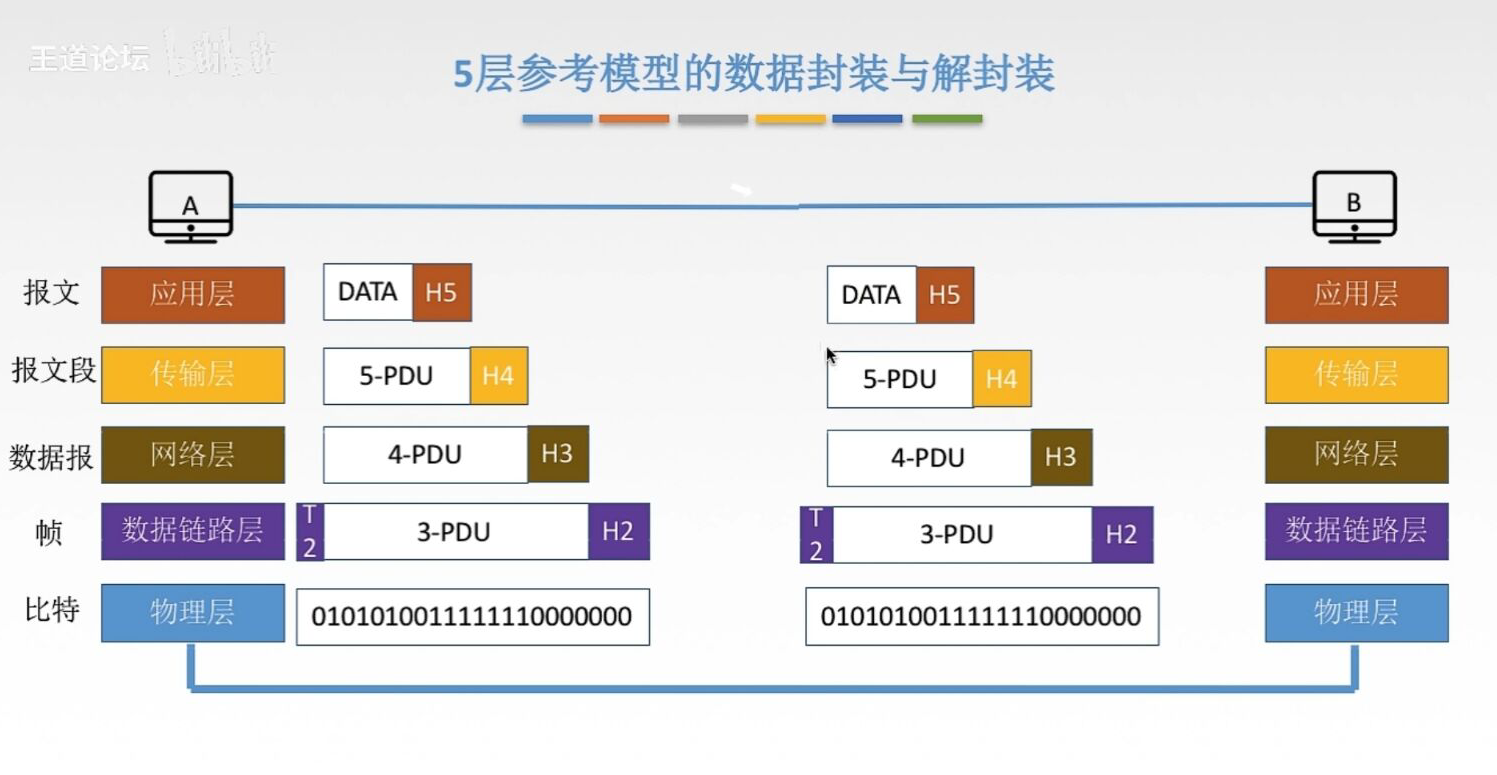 王道论坛 bilibili
5层参考模型的数据封装与解封装
A
B
报文 应用层 DATA H5 DATA H5 应用层
报文段 传输层 5-PDU H4 5-PDU H4 传输层
数据报 网络层 4-PDU H3 4-PDU H3 网络层
帧 数据链路层 T2 3-PDU H2 T2 3-PDU H2 数据链路层
比特 物理层 0101010011111110000000 0101010011111110000000 物理层